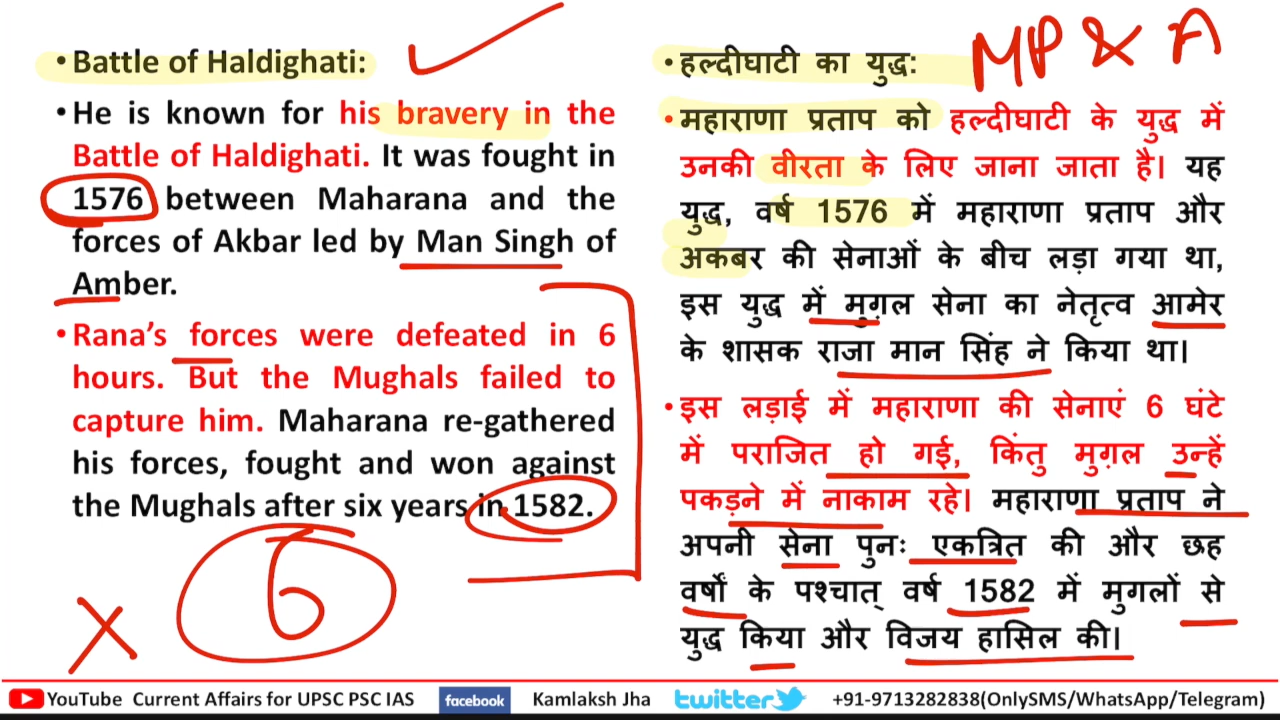 • Battle of Haldighati:
• He is known for his bravery in the
Battle of Haldighati. It was fought in
1576 between Maharana and the
forces of Akbar led by Man Singh of
Amber.
• Rana's forces were defeated in 6
hours. But the Mughals failed to
capture him. Maharana re-gathered
his forces, fought and won against
the Mughals after six years in 1582.
6
X
MP & A
• हल्दीघाटी का युद्ध:
• महाराणा प्रताप को हल्दीघाटी के युद्ध में
उनकी वीरता के लिए जाना जाता है। यह
युद्ध, वर्ष 1576 में महाराणा प्रताप और
अकबर की सेनाओं के बीच लड़ा गया था,
इस युद्ध में मुग़ल सेना का नेतृत्व आमेर
के शासक राजा मान सिंह ने किया था।
• इस लड़ाई में महाराणा की सेनाएं 6 घंटे
में पराजित हो गई, किंतु मुग़ल उन्हें
पकड़ने में नाकाम रहे। महाराणा प्रताप ने
अपनी सेना पुनः एकत्रित की और छह
वर्षों के पश्चात् वर्ष 1582 में मुगलों से
युद्ध किया और विजय हासिल की।
YouTube Current Affairs for UPSC PSC IAS facebook Kamlaksh Jha twitter +91-9713282838(OnlySMS/WhatsApp/Telegram)